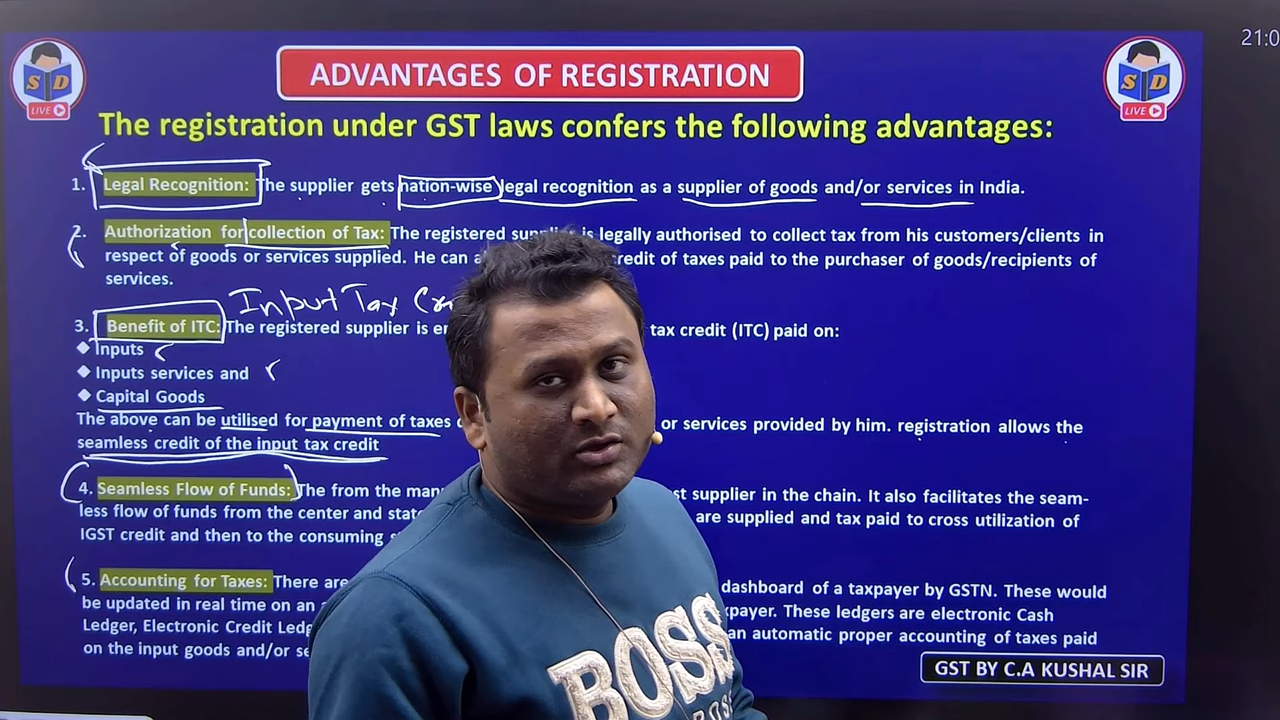 21:0
S D
LIVE
S D
LIVE
ADVANTAGES OF REGISTRATION
The registration under GST laws confers the following advantages:
1. Legal Recognition: The supplier gets nation-wise legal recognition as a supplier of goods and/or services in India.
2. Authorization for collection of Tax: The registered is legally authorised to collect tax from his customers/clients in
respect of goods or services supplied. He can credit of taxes paid to the purchaser of goods/recipients of
services.
Input Tax
3. Benefit of ITC: The registered supplier is tax credit (ITC) paid on:
◆ Inputs
◆ Inputs services and
◆ Capital Goods
The above can be utilised for payment of taxes or services provided by him. registration allows the
seamless credit of the input tax credit
4. Seamless Flow of Funds: The from the supplier in the chain. It also facilitates the seam-
less flow of funds from the center and are supplied and tax paid to cross utilization of
IGST credit and then to the consuming
5. Accounting for Taxes: There are dashboard of a taxpayer by GSTN. These would
be updated in real time on an These ledgers are electronic Cash
Ledger, Electronic Credit an automatic proper accounting of taxes paid
on the input goods and/or
GST BY C.A KUSHAL SIR
BOSS